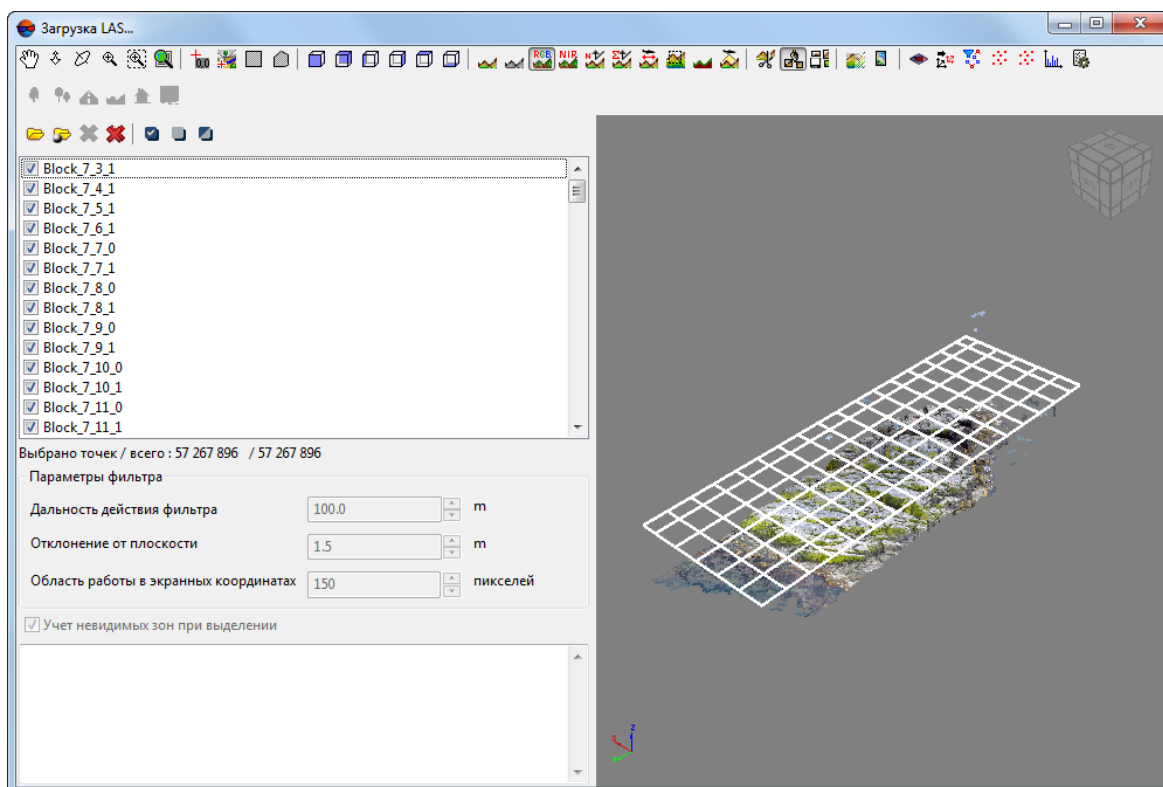 Загрузка LAS...
RGB
NIR
Block_7_3_1
Block_7_4_1
Block_7_5_1
Block_7_6_1
Block_7_7_0
Block_7_7_1
Block_7_8_0
Block_7_8_1
Block_7_9_0
Block_7_9_1
Block_7_10_0
Block_7_10_1
Block_7_11_0
Block_7_11_1
Выбрано точек / всего : 57 267 896 / 57 267 896
Параметры фильтра
Дальность действия фильтра 100.0 m
Отклонение от плоскости 1.5 m
Область работы в экранных координатах 150 пикселей
Учет невидимых зон при выделении
z